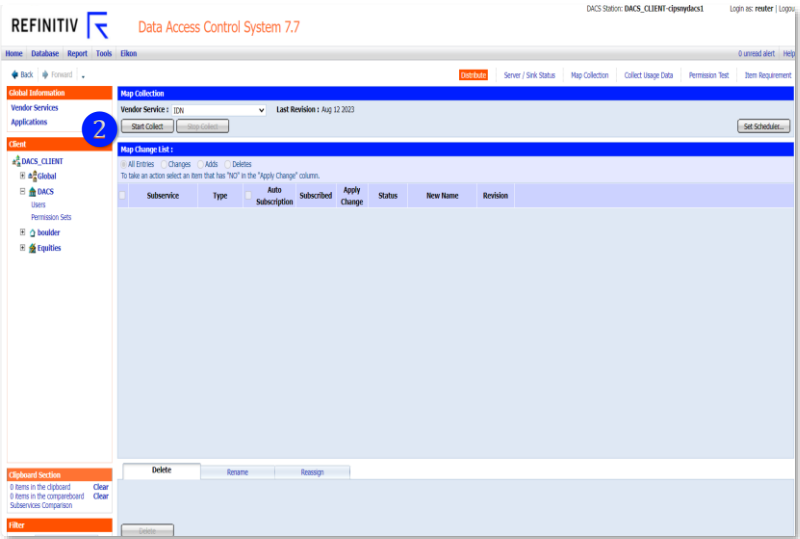 DACS Station: DACS_CLIENT-cipsnydacs1 Login as: reuter | Logou
REFINITIV Data Access Control System 7.7
Home Database Report Tools Eikon 0 unread alert Help
Back Forward Distribute Server / Sink Status Map Collection Collect Usage Data Permission Test Item Requirement
Global Information
Vendor Services
Applications
Client
DACS_CLIENT
Global
DACS
Users
Permission Sets
boulder
Equities
Clipboard Section
0 items in the clipboard Clear
0 items in the compareboard Clear
Subservices Comparison
Filter
Map Collection
Vendor Service : IDN Last Revision : Aug 12 2023
2 Start Collect Stop Collect Set Scheduler...
Map Change List :
All Entries Changes Adds Deletes
To take an action select an item that has "NO" in the "Apply Change" column.
Subservice Type Auto Subscription Subscribed Apply Change Status New Name Revision
Delete Rename Reassign
Delete